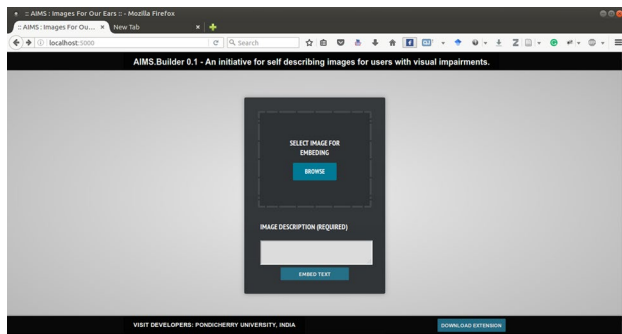 :: AIMS : Images For Our Ears :: - Mozilla Firefox
:: AIMS : Images For Ou...
New Tab
localhost:5000
Search
AIMS.Builder 0.1 - An initiative for self describing images for users with visual impairments.
SELECT IMAGE FOR
EMBEDING
BROWSE
IMAGE DESCRIPTION (REQUIRED)
EMBED TEXT
VISIT DEVELOPERS: PONDICHERRY UNIVERSITY, INDIA
DOWNLOAD EXTENSION